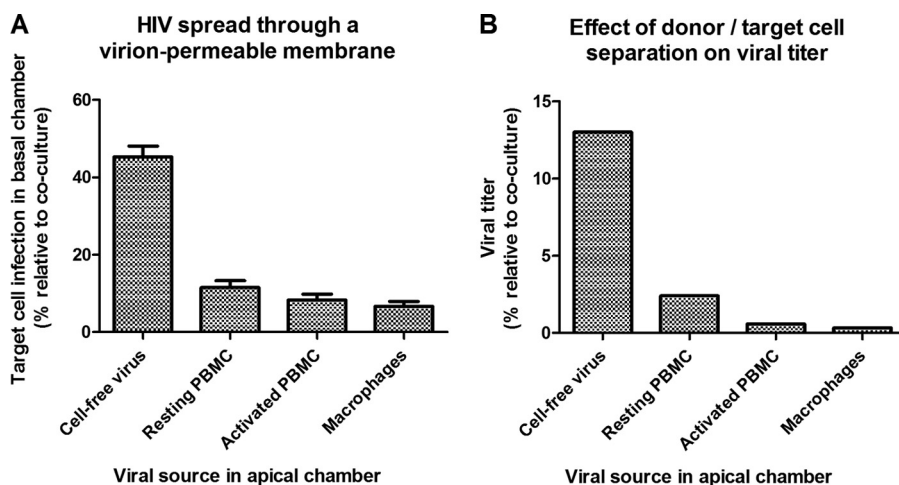 A
HIV spread through a
virion-permeable membrane
Target cell infection in basal chamber
(% relative to co-culture)
60
40
20
0
Cell-free virus
Resting PBMC
Activated PBMC
Macrophages
Viral source in apical chamber
B
Effect of donor / target cell
separation on viral titer
Viral titer
(% relative to co-culture)
15
10
5
0
Cell-free virus
Resting PBMC
Activated PBMC
Macrophages
Viral source in apical chamber